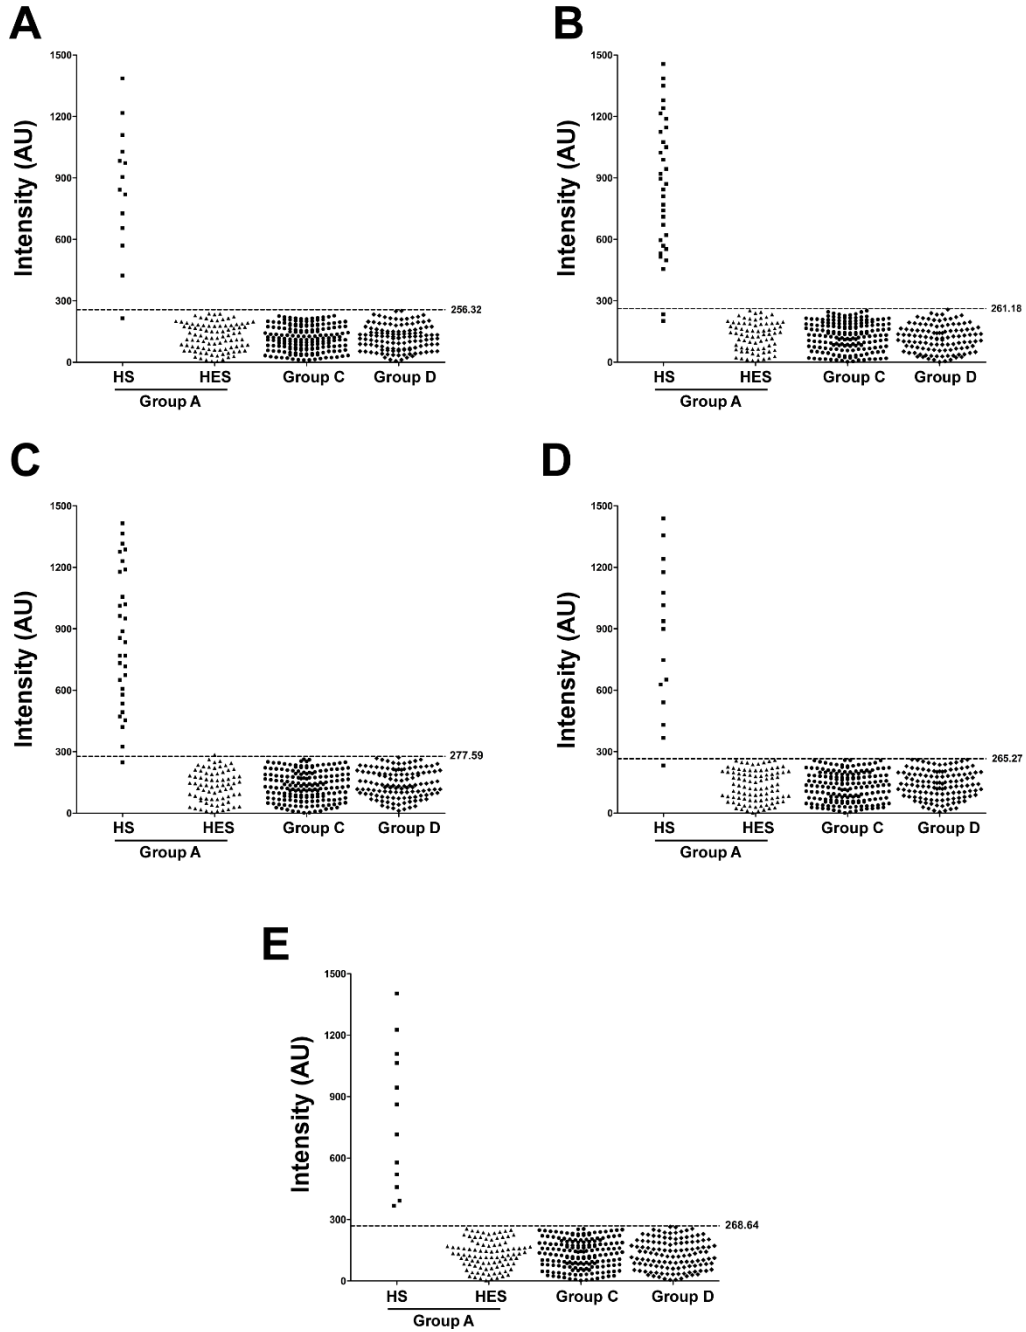 A
B
Intensity (AU)
1500
1200
900
600
300
0
256.32
HS
HES
Group C
Group D
Group A
Intensity (AU)
1500
1200
900
600
300
0
261.18
HS
HES
Group C
Group D
Group A
C
D
Intensity (AU)
1500
1200
900
600
300
0
277.59
HS
HES
Group C
Group D
Group A
Intensity (AU)
1500
1200
900
600
300
0
265.27
HS
HES
Group C
Group D
Group A
E
Intensity (AU)
1500
1200
900
600
300
0
268.64
HS
HES
Group C
Group D
Group A